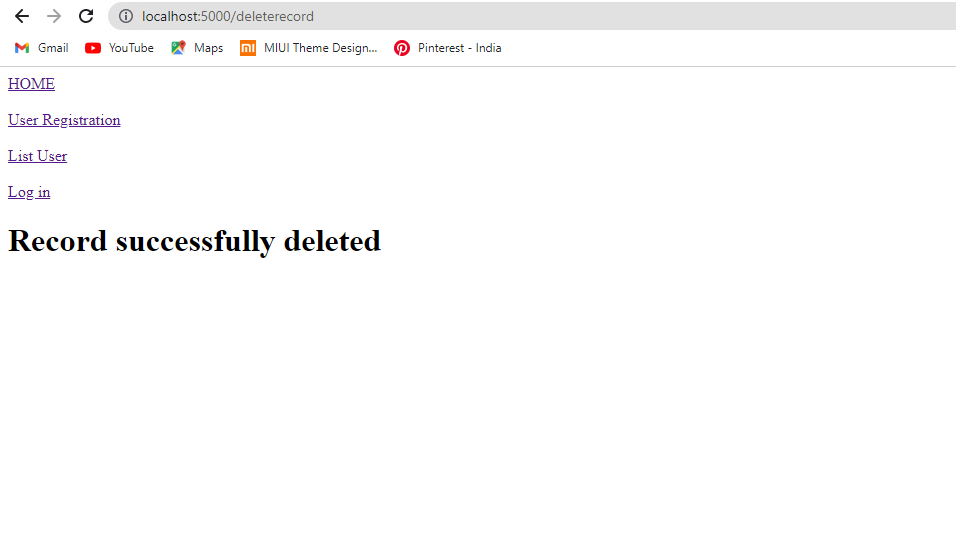 localhost:5000/deleterecord
Gmail YouTube Maps MIUI Theme Design... Pinterest - India
HOME
User Registration
List User
Log in
Record successfully deleted